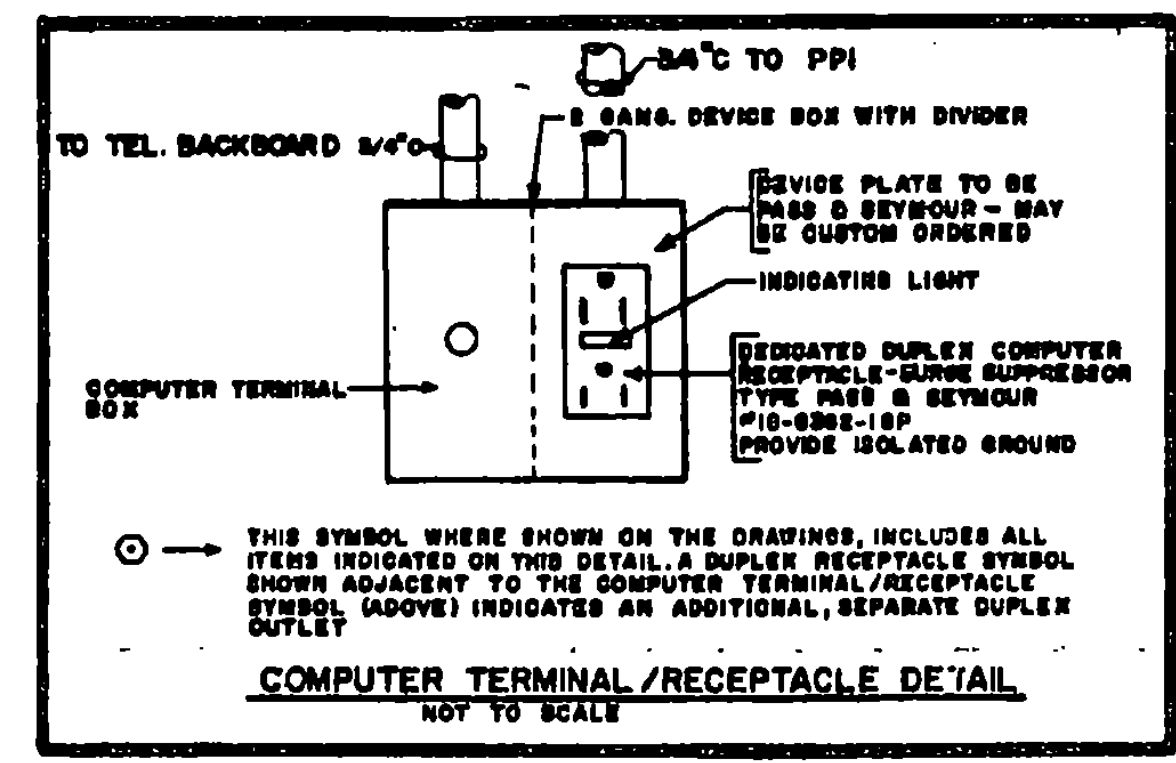 3/4"C TO PPI
2 GANG. DEVICE BOX WITH DIVIDER
TO TEL. BACKBOARD 3/4"C
DEVICE PLATE TO BE
PASS & SEYMOUR - MAY
BE CUSTOM ORDERED
INDICATING LIGHT
DEDICATED DUPLEX COMPUTER
RECEPTACLE-SURGE SUPPRESSOR
TYPE PASS & SEYMOUR
PROVIDE ISOLATED GROUND
COMPUTER TERMINAL
BOX
THIS SYMBOL WHERE SHOWN ON THE DRAWINGS, INCLUDES ALL
ITEMS INDICATED ON THIS DETAIL. A DUPLEX RECEPTACLE SYMBOL
SHOWN ADJACENT TO THE COMPUTER TERMINAL/RECEPTACLE
SYMBOL (ABOVE) INDICATES AN ADDITIONAL, SEPARATE DUPLEX
OUTLET
COMPUTER TERMINAL/RECEPTACLE DETAIL
NOT TO SCALE